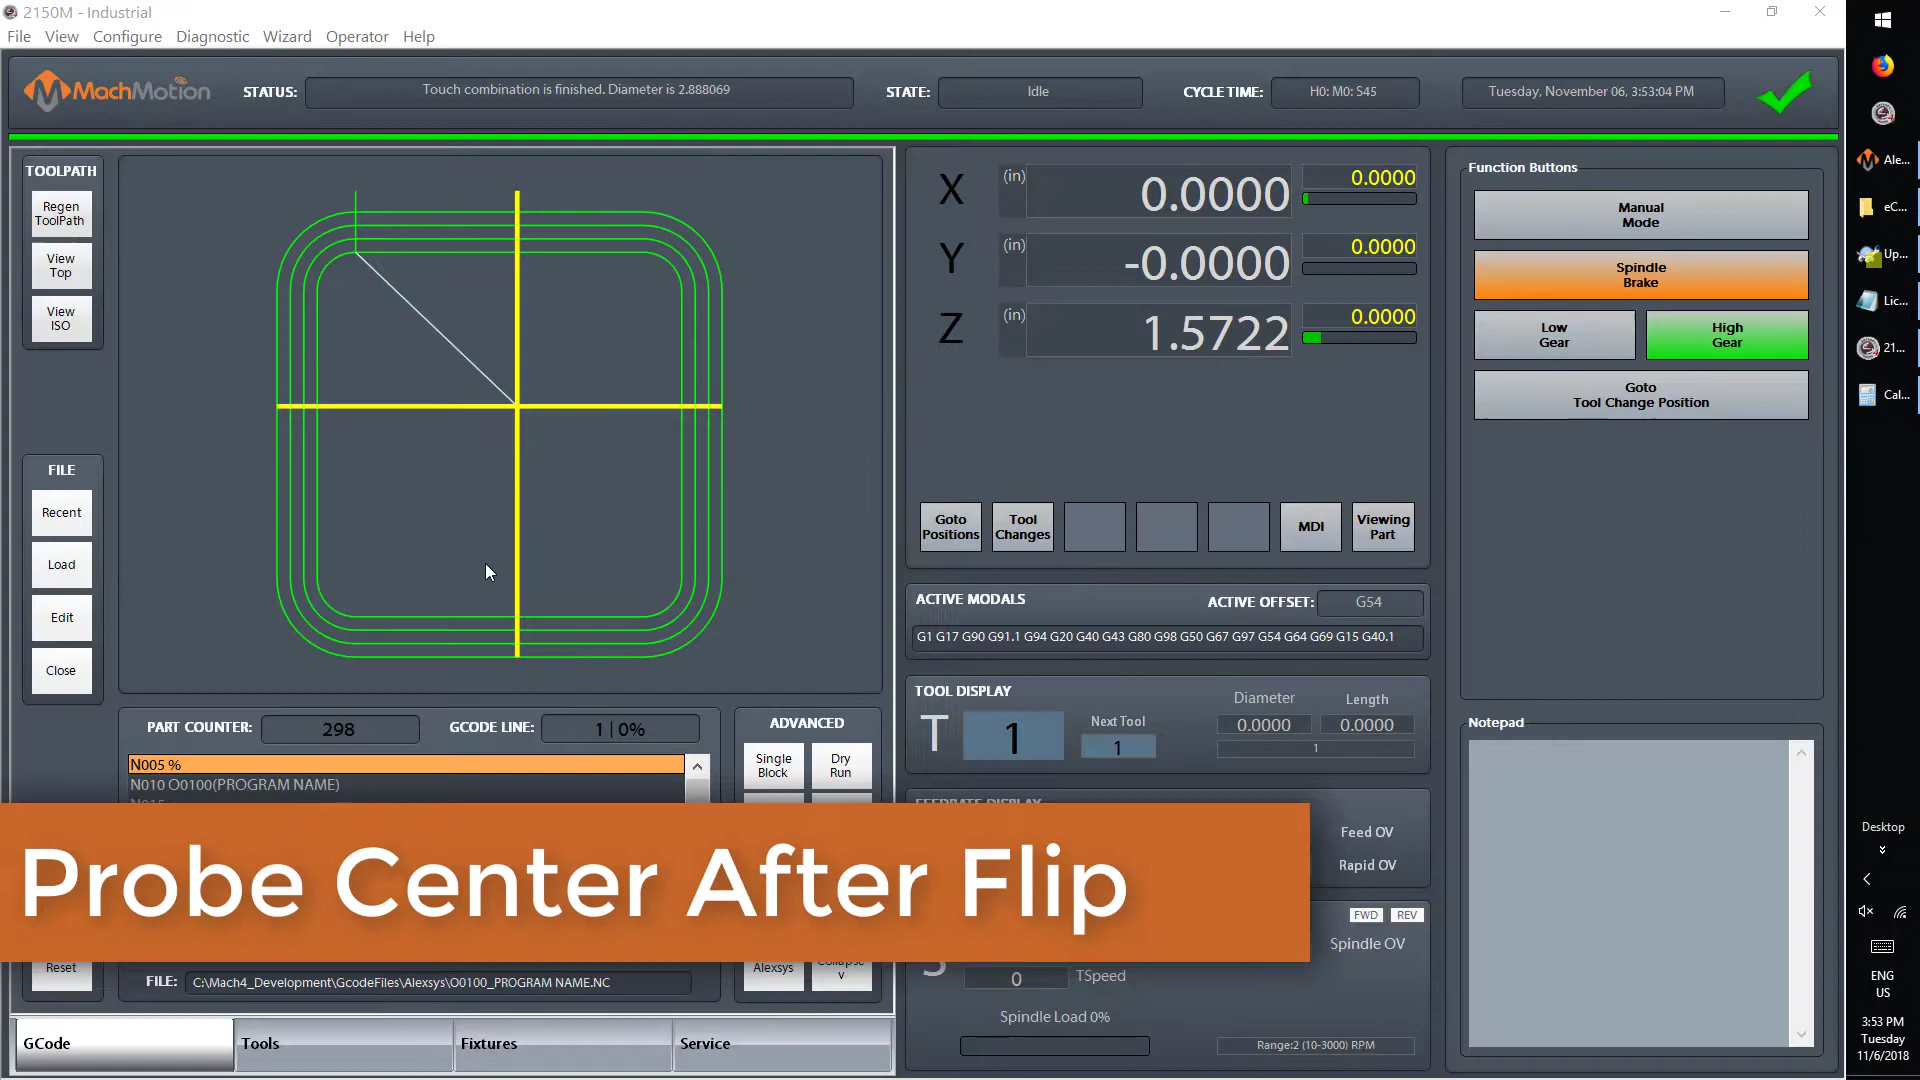 2150M - Industrial
File View Configure Diagnostic Wizard Operator Help
MachMotion
STATUS:
Touch combination is finished. Diameter is 2.888069
STATE:
Idle
CYCLE TIME:
H0: M0: S45
Tuesday, November 06, 3:53:04 PM
TOOLPATH
Regen
ToolPath
View
Top
View
ISO
FILE
Recent
Load
Edit
Close
Reset
X (in) 0.0000 0.0000
Y (in) -0.0000 0.0000
Z (in) 1.5722 0.0000
Goto
Positions
Tool
Changes
MDI
Viewing
Part
ACTIVE MODALS
ACTIVE OFFSET: G54
G1 G17 G90 G91.1 G94 G20 G40 G43 G80 G98 G50 G67 G97 G54 G64 G69 G15 G40.1
TOOL DISPLAY
T 1
Next Tool
1
Diameter
0.0000
Length
0.0000
1
Feed OV
Rapid OV
FWD REV
Spindle OV
0 TSpeed
Spindle Load 0%
Range:2 (10-3000) RPM
Function Buttons
Manual
Mode
Spindle
Brake
Low
Gear
High
Gear
Goto
Tool Change Position
Notepad
PART COUNTER: 298
GCODE LINE: 1 | 0%
N005 %
N010 O0100(PROGRAM NAME)
ADVANCED
Single
Block
Dry
Run
Alexsys
v
Probe Center After Flip
FILE: C:\Mach4_Development\GcodeFiles\Alexsys\O0100_PROGRAM NAME.NC
GCode
Tools
Fixtures
Service
Ale...
eC...
Up...
Lic...
21...
Cal...
Desktop
ENG
US
3:53 PM
Tuesday
11/6/2018